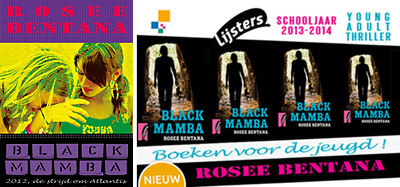 ROSEE
BENTANA
BLACK
MAMBA
2012, de strijd om Atlantis
Lijsters
SCHOOLJAAR
2013-2014
YOUNG
ADULT
THRILLER
BLACK
MAMBA
ROSEE BENTANA
BLACK
MAMBA
ROSEE BENTANA
BLACK
MAMBA
ROSEE BENTANA
BLACK
MAMBA
ROSEE BENTANA
Boeken voor de jeugd !
NIEUW
ROSEE BENTANA